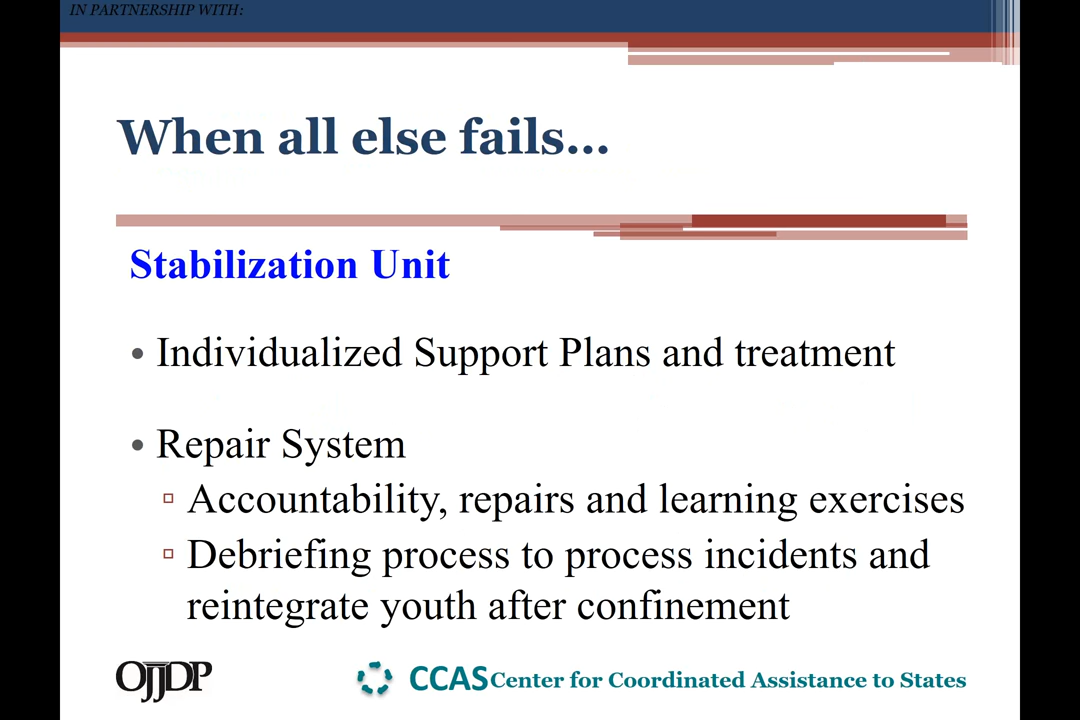 IN PARTNERSHIP WITH:
When all else fails...
Stabilization Unit
• Individualized Support Plans and treatment
• Repair System
▫ Accountability, repairs and learning exercises
▫ Debriefing process to process incidents and
reintegrate youth after confinement
OJJDP
CCAS Center for Coordinated Assistance to States